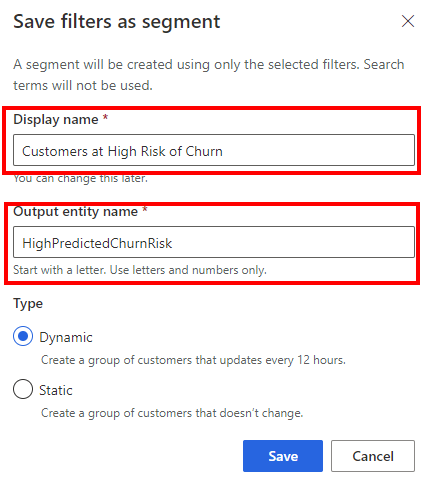 Save filters as segment
A segment will be created using only the selected filters. Search
terms will not be used.
Display name *
Customers at High Risk of Churn
You can change this later.
Output entity name *
HighPredictedChurnRisk
Start with a letter. Use letters and numbers only.
Type
Dynamic
Create a group of customers that updates every 12 hours.
Static
Create a group of customers that doesn't change.
Save Cancel